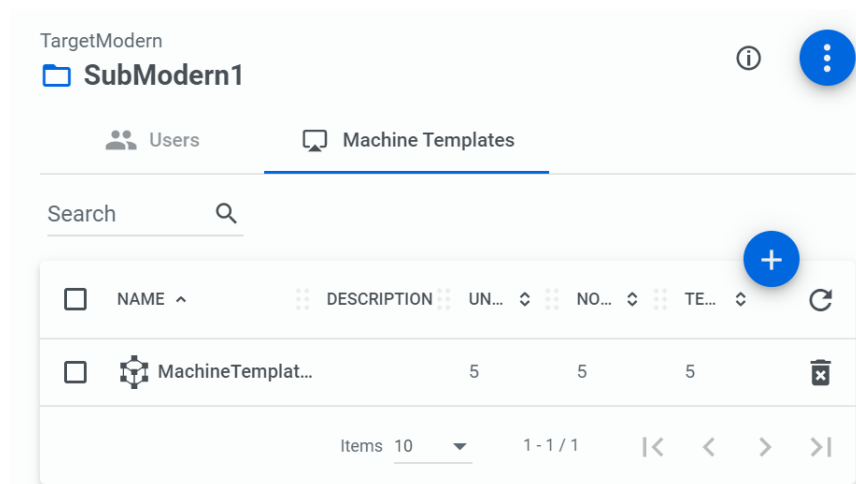 TargetModern
SubModern1
Users
Machine Templates
Search
NAME DESCRIPTION UN... NO... TE...
MachineTemplat... 5 5 5
Items 10 1 - 1 / 1